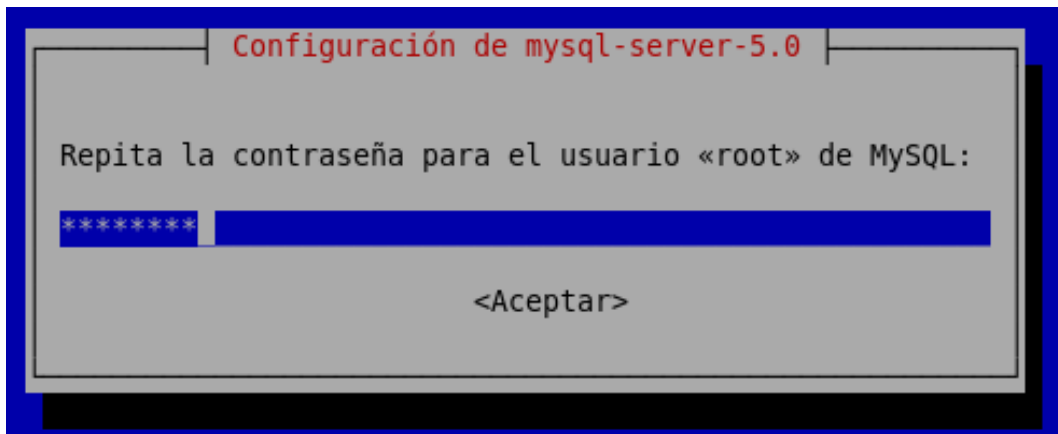 Configuración de mysql-server-5.0
Repita la contraseña para el usuario «root» de MySQL:
********
<Aceptar>